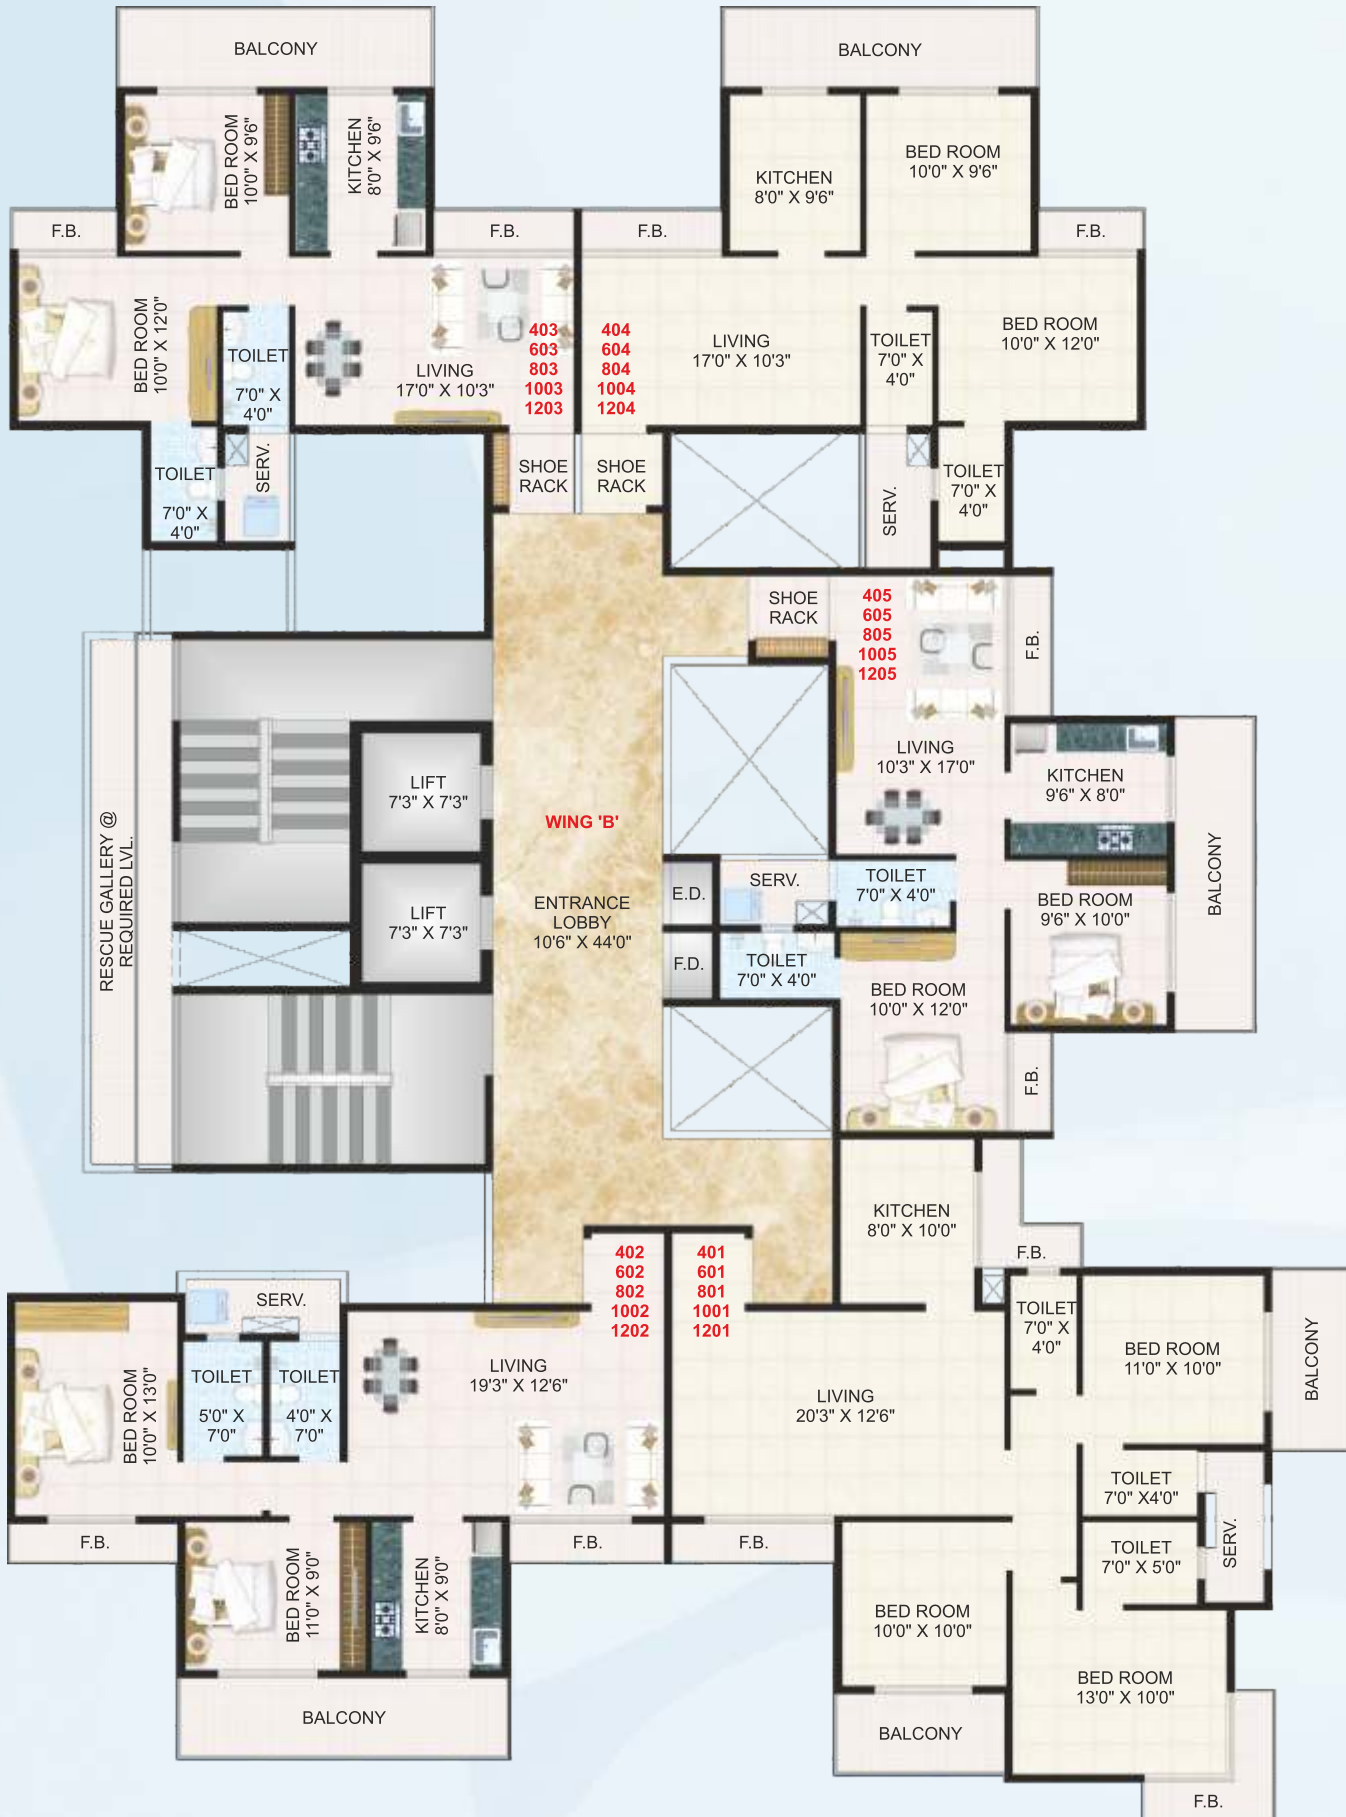 BALCONY
BED ROOM
10'0" X 9'6"
KITCHEN
8'0" X 9'6"
F.B.
F.B.
BED ROOM
10'0" X 12'0"
TOILET
7'0" X
4'0"
LIVING
17'0" X 10'3"
403
603
803
1003
1203
TOILET
7'0" X
4'0"
SERV.
SHOE
RACK
BALCONY
KITCHEN
8'0" X 9'6"
BED ROOM
10'0" X 9'6"
F.B.
F.B.
404
604
804
1004
1204
LIVING
17'0" X 10'3"
TOILET
7'0" X
4'0"
BED ROOM
10'0" X 12'0"
SHOE
RACK
SERV.
TOILET
7'0" X
4'0"
SHOE
RACK
405
605
805
1005
1205
F.B.
LIVING
10'3" X 17'0"
KITCHEN
9'6" X 8'0"
BALCONY
SERV.
TOILET
7'0" X 4'0"
BED ROOM
9'6" X 10'0"
TOILET
7'0" X 4'0"
BED ROOM
10'0" X 12'0"
F.B.
RESCUE GALLERY @
REQUIRED LVL.
LIFT
7'3" X 7'3"
LIFT
7'3" X 7'3"
WING 'B'
ENTRANCE
LOBBY
10'6" X 44'0"
E.D.
F.D.
402
602
802
1002
1202
SERV.
BED ROOM
10'0" X 13'0"
TOILET
5'0" X
7'0"
TOILET
4'0" X
7'0"
LIVING
19'3" X 12'6"
F.B.
F.B.
BED ROOM
11'0" X 9'0"
KITCHEN
8'0" X 9'0"
BALCONY
401
601
801
1001
1201
KITCHEN
8'0" X 10'0"
F.B.
TOILET
7'0" X
4'0"
BED ROOM
11'0" X 10'0"
BALCONY
LIVING
20'3" X 12'6"
TOILET
7'0" X4'0"
SERV.
TOILET
7'0" X 5'0"
F.B.
BED ROOM
10'0" X 10'0"
BED ROOM
13'0" X 10'0"
BALCONY
F.B.